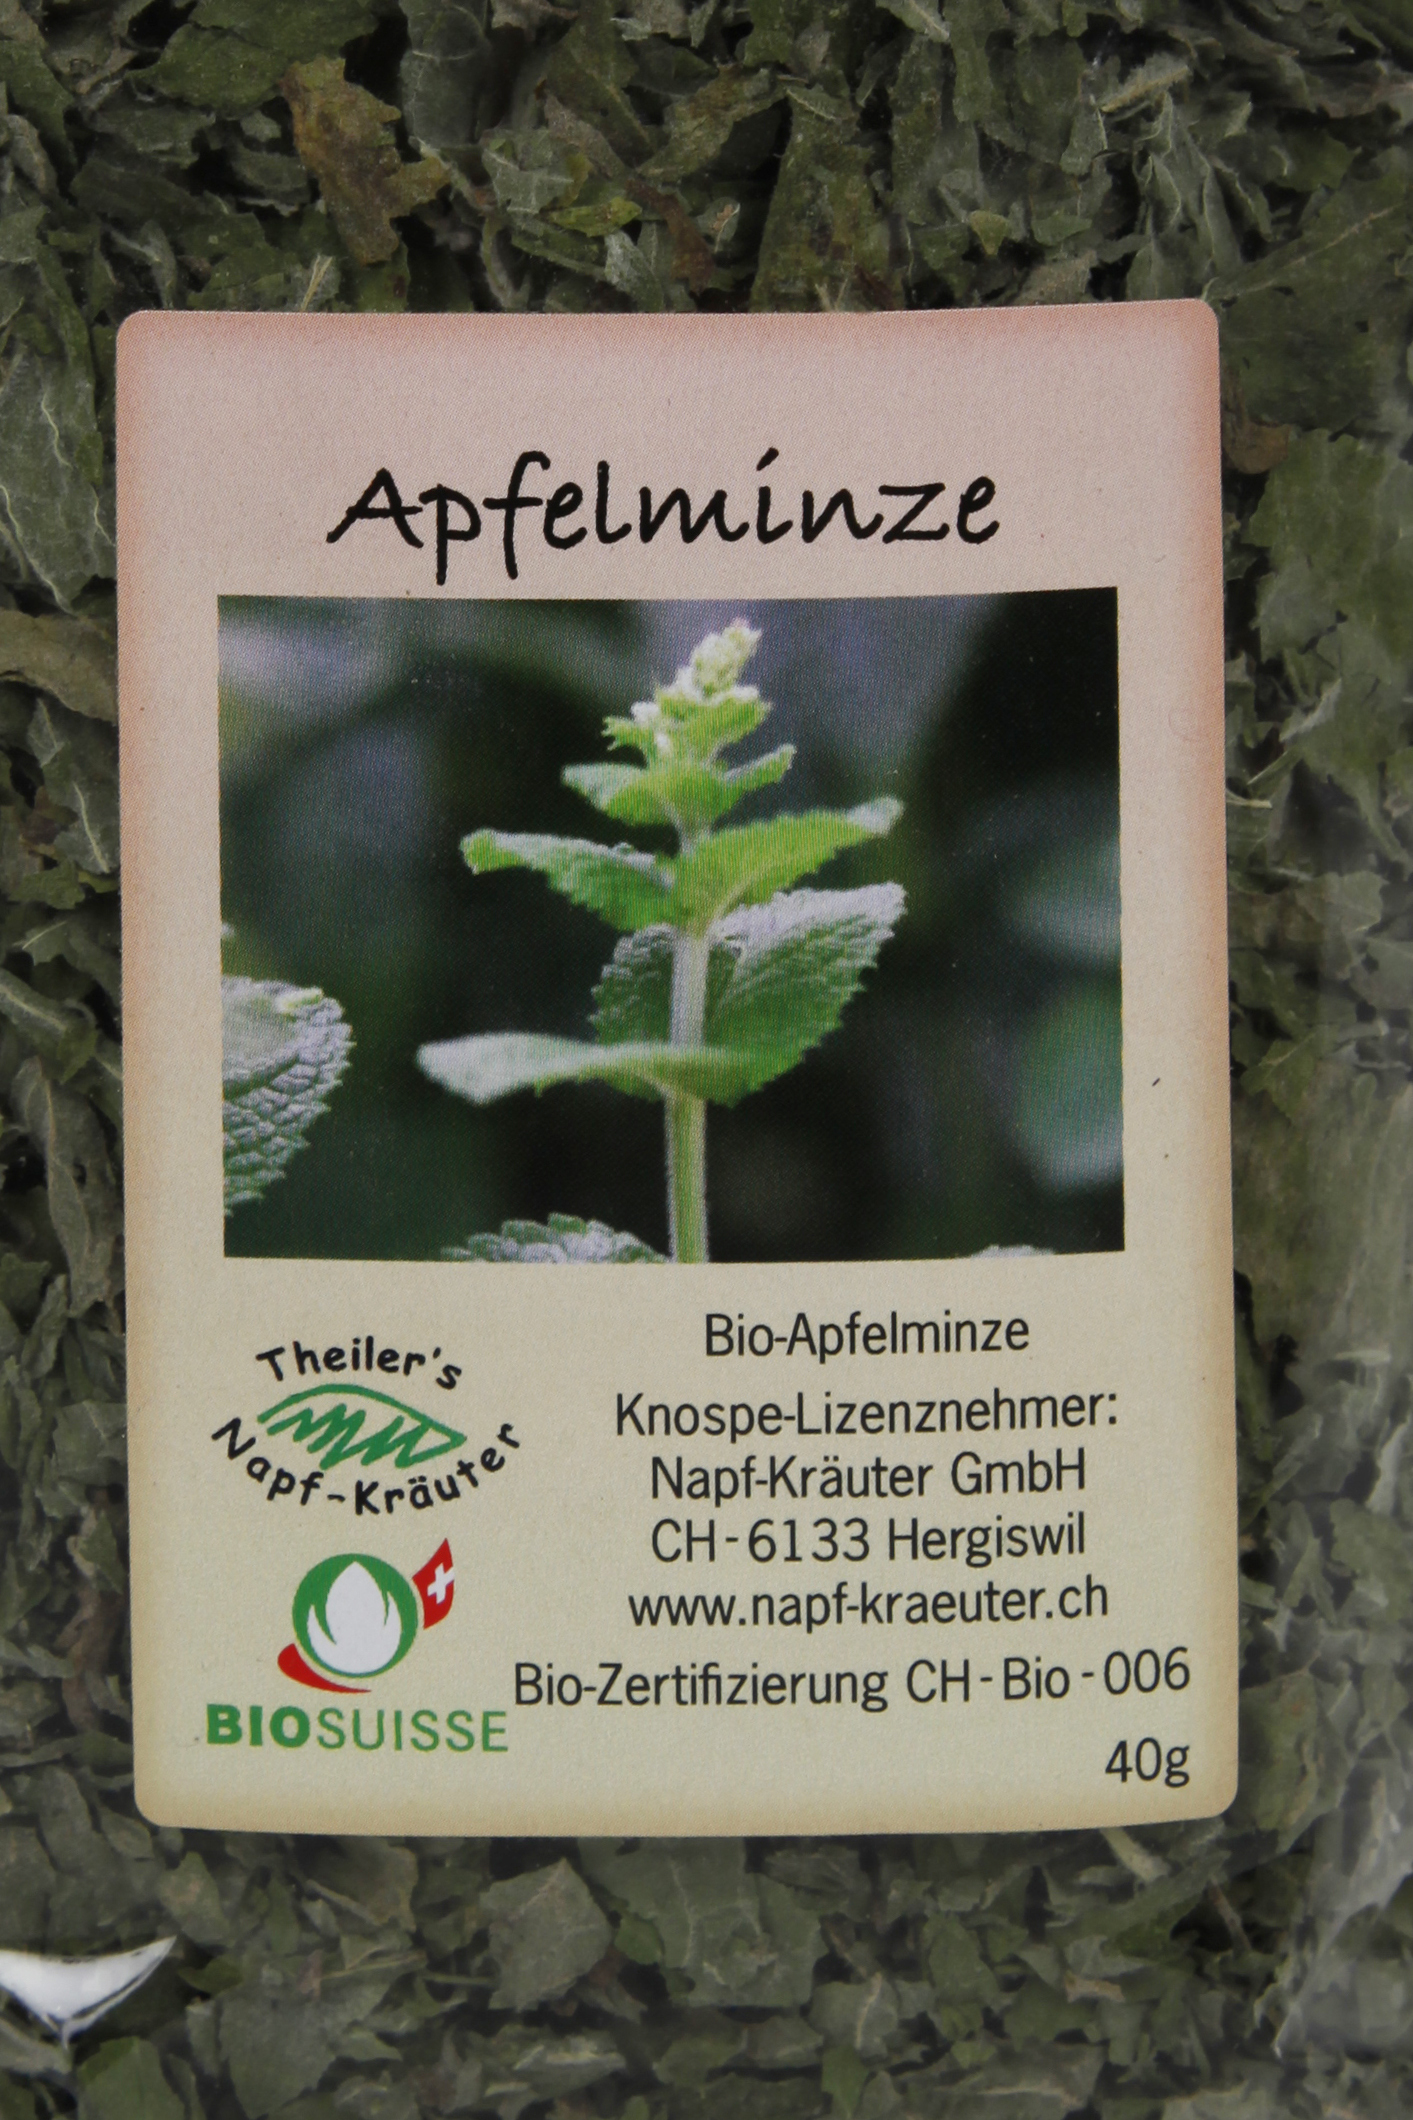 Apfelminze
Theiler's
Napf-Kräuter
BIOSUISSE
Bio-Apfelminze
Knospe-Lizenznehmer:
Napf-Kräuter GmbH
CH-6133 Hergiswil
www.napf-kraeuter.ch
Bio-Zertifizierung CH-Bio-006
40g